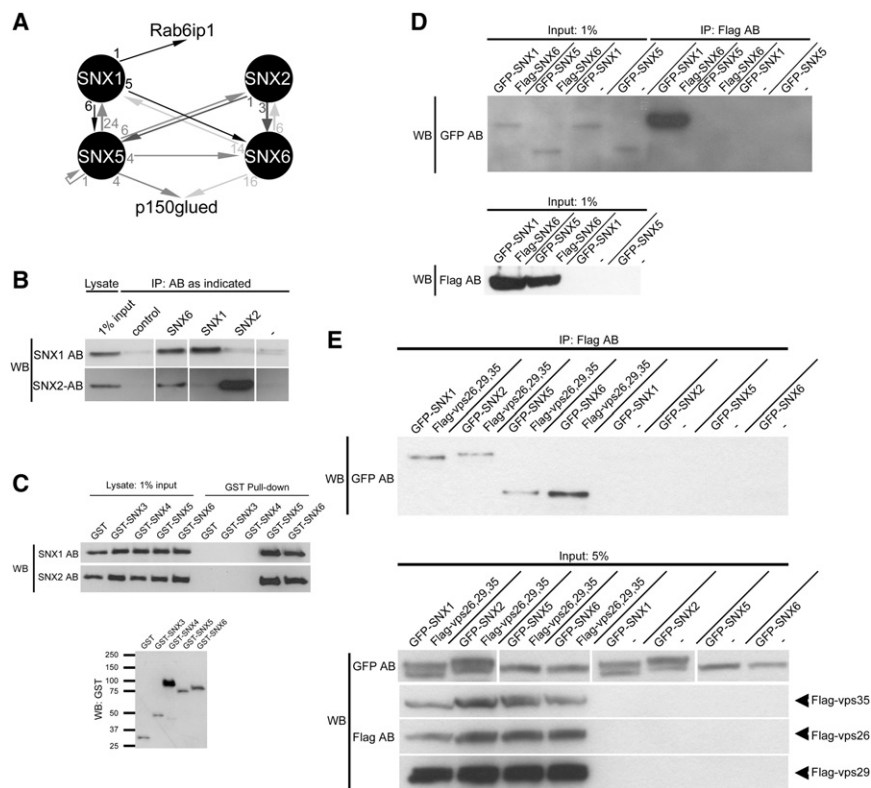 A
Rab6ip1
1
SNX1
SNX2
5
1
3
6
24
6
6
14
SNX5
SNX6
4
1
4
16
p150glued
B
Lysate
IP: AB as indicated
1% input
control
SNX6
SNX1
SNX2
-
WB
SNX1 AB
SNX2-AB
C
Lysate: 1% input
GST Pull-down
GST
GST-SNX3
GST-SNX4
GST-SNX5
GST-SNX6
GST
GST-SNX3
GST-SNX4
GST-SNX5
GST-SNX6
WB
SNX1 AB
SNX2 AB
GST
GST-SNX3
GST-SNX4
GST-SNX5
GST-SNX6
WB: GST
250
150
100
75
50
37
25
D
Input: 1%
IP: Flag AB
GFP-SNX1
Flag-SNX6
GFP-SNX5
Flag-SNX6
GFP-SNX1
-
GFP-SNX5
-
GFP-SNX1
Flag-SNX6
GFP-SNX5
Flag-SNX6
GFP-SNX1
-
GFP-SNX5
-
WB
GFP AB
Input: 1%
GFP-SNX1
Flag-SNX6
GFP-SNX5
Flag-SNX6
GFP-SNX1
-
GFP-SNX5
-
WB
Flag AB
E
IP: Flag AB
GFP-SNX1
Flag-vps26,29,35
GFP-SNX2
Flag-vps26,29,35
GFP-SNX5
Flag-vps26,29,35
GFP-SNX6
Flag-vps26,29,35
GFP-SNX1
-
GFP-SNX2
-
GFP-SNX5
-
GFP-SNX6
-
WB
GFP AB
Input: 5%
GFP-SNX1
Flag-vps26,29,35
GFP-SNX2
Flag-vps26,29,35
GFP-SNX5
Flag-vps26,29,35
GFP-SNX6
Flag-vps26,29,35
GFP-SNX1
-
GFP-SNX2
-
GFP-SNX5
-
GFP-SNX6
-
WB
GFP AB
Flag AB
Flag-vps35
Flag-vps26
Flag-vps29